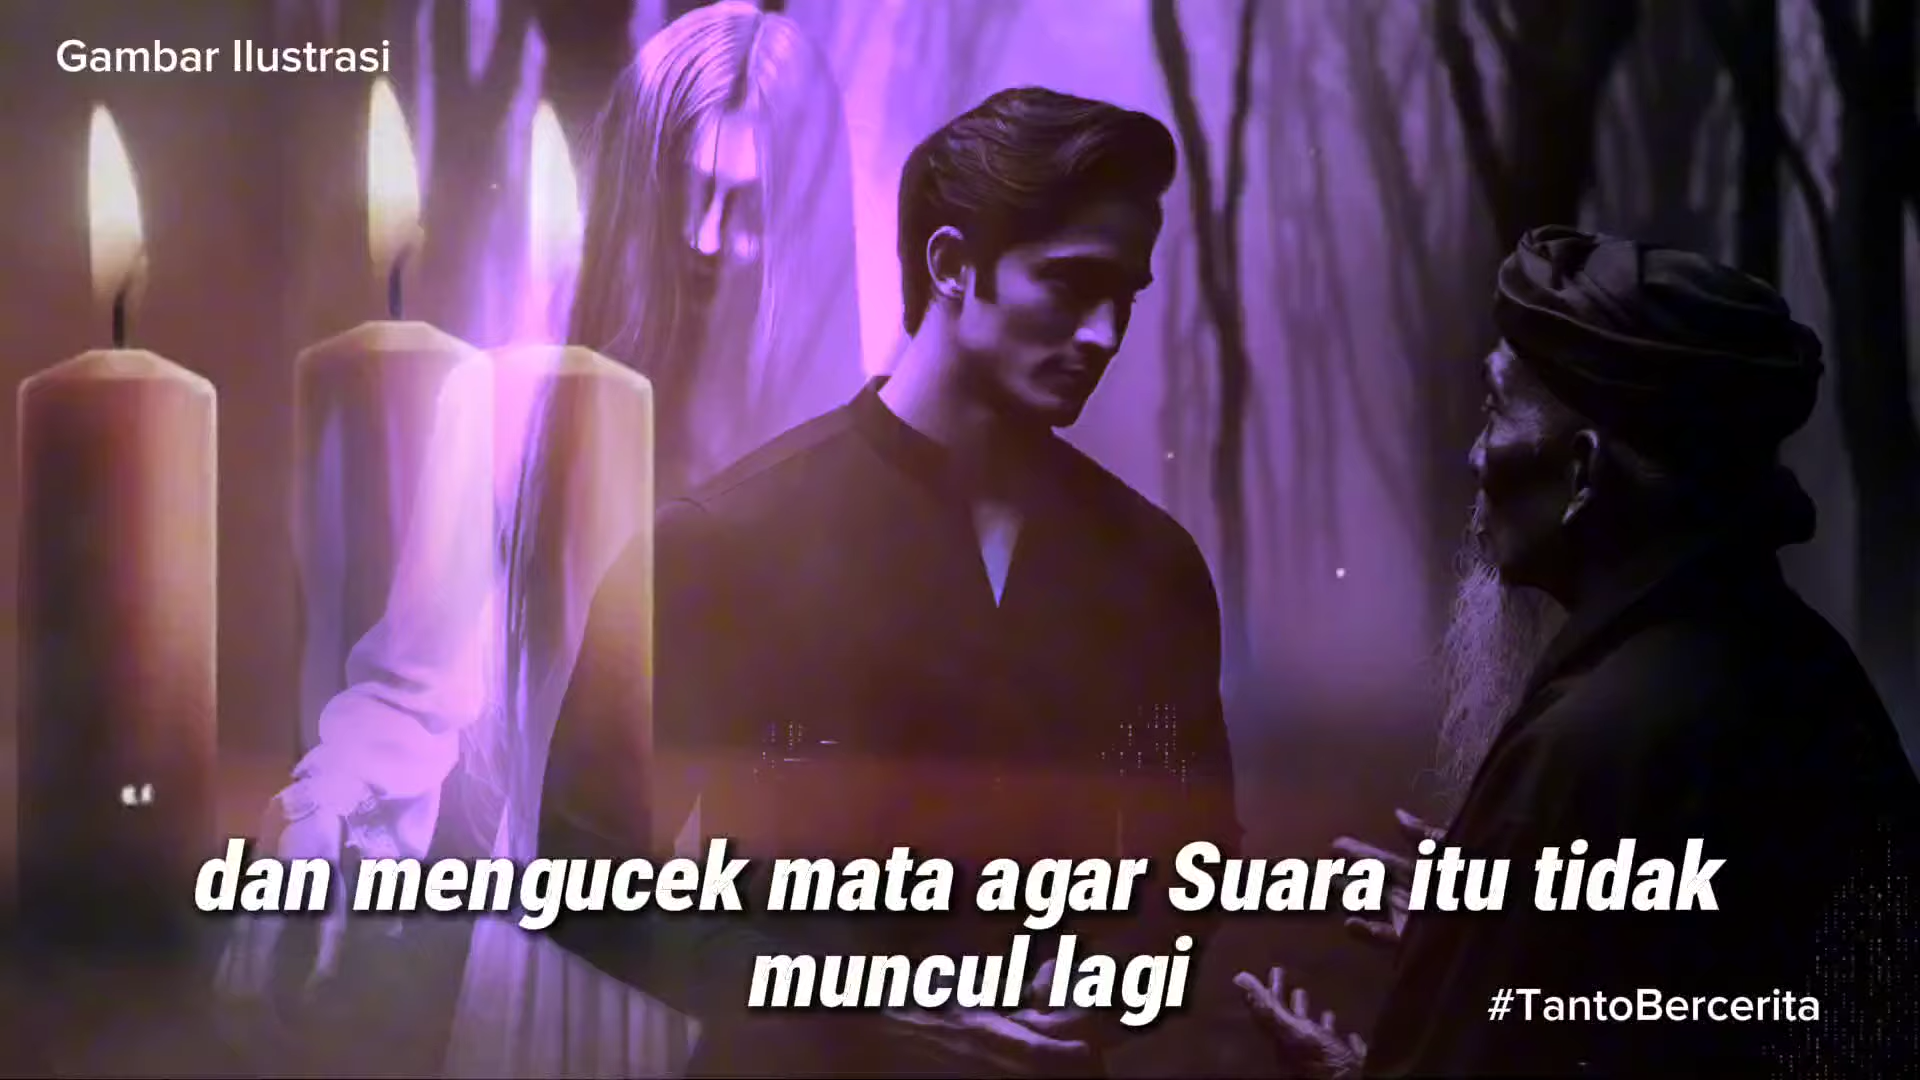 Gambar Ilustrasi
dan mengucek mata agar Suara itu tidak
muncul lagi
#TantoBercerita